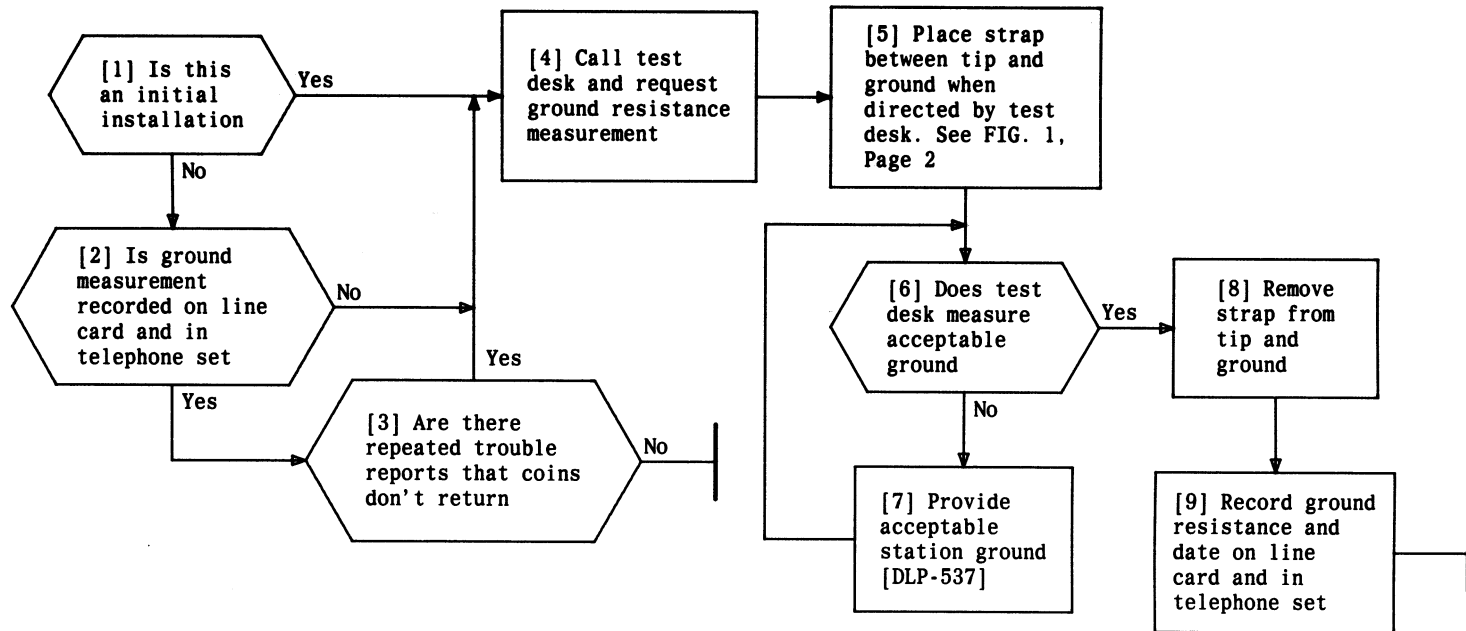 [1] Is this
an initial
installation
Yes
No
[2] Is ground
measurement
recorded on line
card and in
telephone set
No
Yes
[3] Are there
repeated trouble
reports that coins
don't return
Yes
No
[4] Call test
desk and request
ground resistance
measurement
[5] Place strap
between tip and
ground when
directed by test
desk. See FIG. 1,
Page 2
[6] Does test
desk measure
acceptable
ground
Yes
No
[7] Provide
acceptable
station ground
[DLP-537]
[8] Remove
strap from
tip and
ground
[9] Record ground
resistance and
date on line
card and in
telephone set